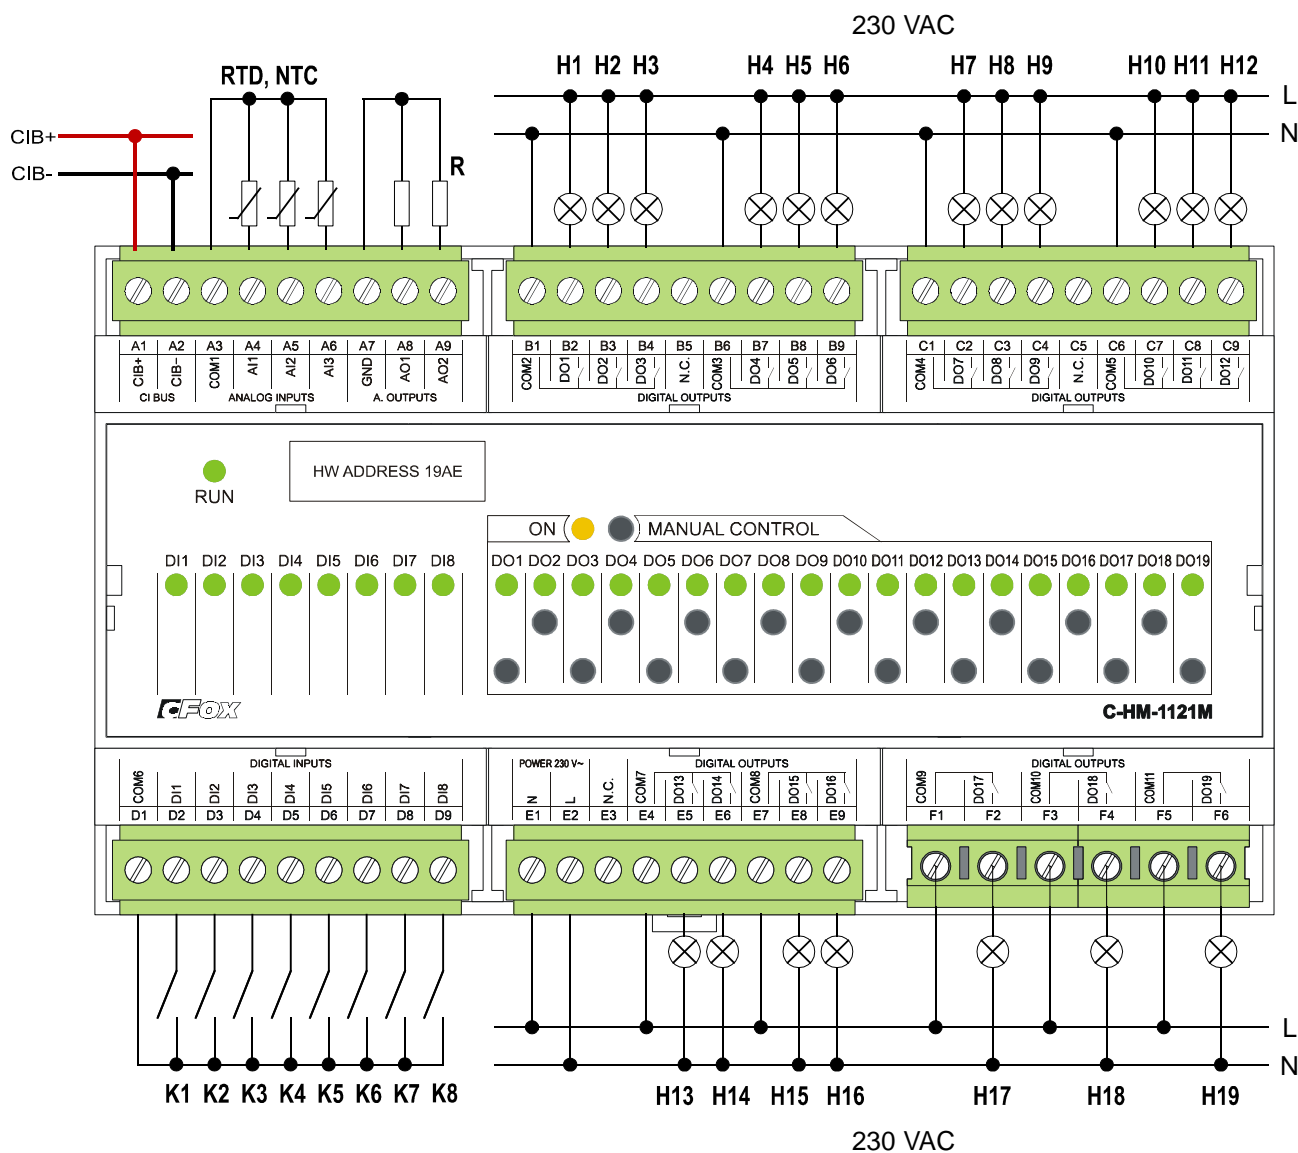 230 VAC
RTD, NTC
H1 H2 H3 H4 H5 H6 H7 H8 H9 H10 H11 H12
L
CIB+
N
CIB-
R
A1 A2 A3 A4 A5 A6 A7 A8 A9
CIB+ CIB− COM1 AI1 AI2 AI3 GND AO1 AO2
CI BUS ANALOG INPUTS A. OUTPUTS
B1 B2 B3 B4 B5 B6 B7 B8 B9
COM2 DO1 DO2 DO3 N.C. COM3 DO4 DO5 DO6
DIGITAL OUTPUTS
C1 C2 C3 C4 C5 C6 C7 C8 C9
COM4 DO7 DO8 DO9 N.C. COM5 DO10 DO11 DO12
DIGITAL OUTPUTS
RUN
HW ADDRESS 19AE
ON MANUAL CONTROL
DI1 DI2 DI3 DI4 DI5 DI6 DI7 DI8
DO1 DO2 DO3 DO4 DO5 DO6 DO7 DO8 DO9 DO10 DO11 DO12 DO13 DO14 DO15 DO16 DO17 DO18 DO19
CFOX
C-HM-1121M
DIGITAL INPUTS
COM6 DI1 DI2 DI3 DI4 DI5 DI6 DI7 DI8
D1 D2 D3 D4 D5 D6 D7 D8 D9
POWER 230 V~ DIGITAL OUTPUTS
N L N.C. COM7 DO13 DO14 COM8 DO15 DO16
E1 E2 E3 E4 E5 E6 E7 E8 E9
DIGITAL OUTPUTS
COM9 DO17 COM10 DO18 COM11 DO19
F1 F2 F3 F4 F5 F6
L
N
K1 K2 K3 K4 K5 K6 K7 K8
H13 H14 H15 H16 H17 H18 H19
230 VAC